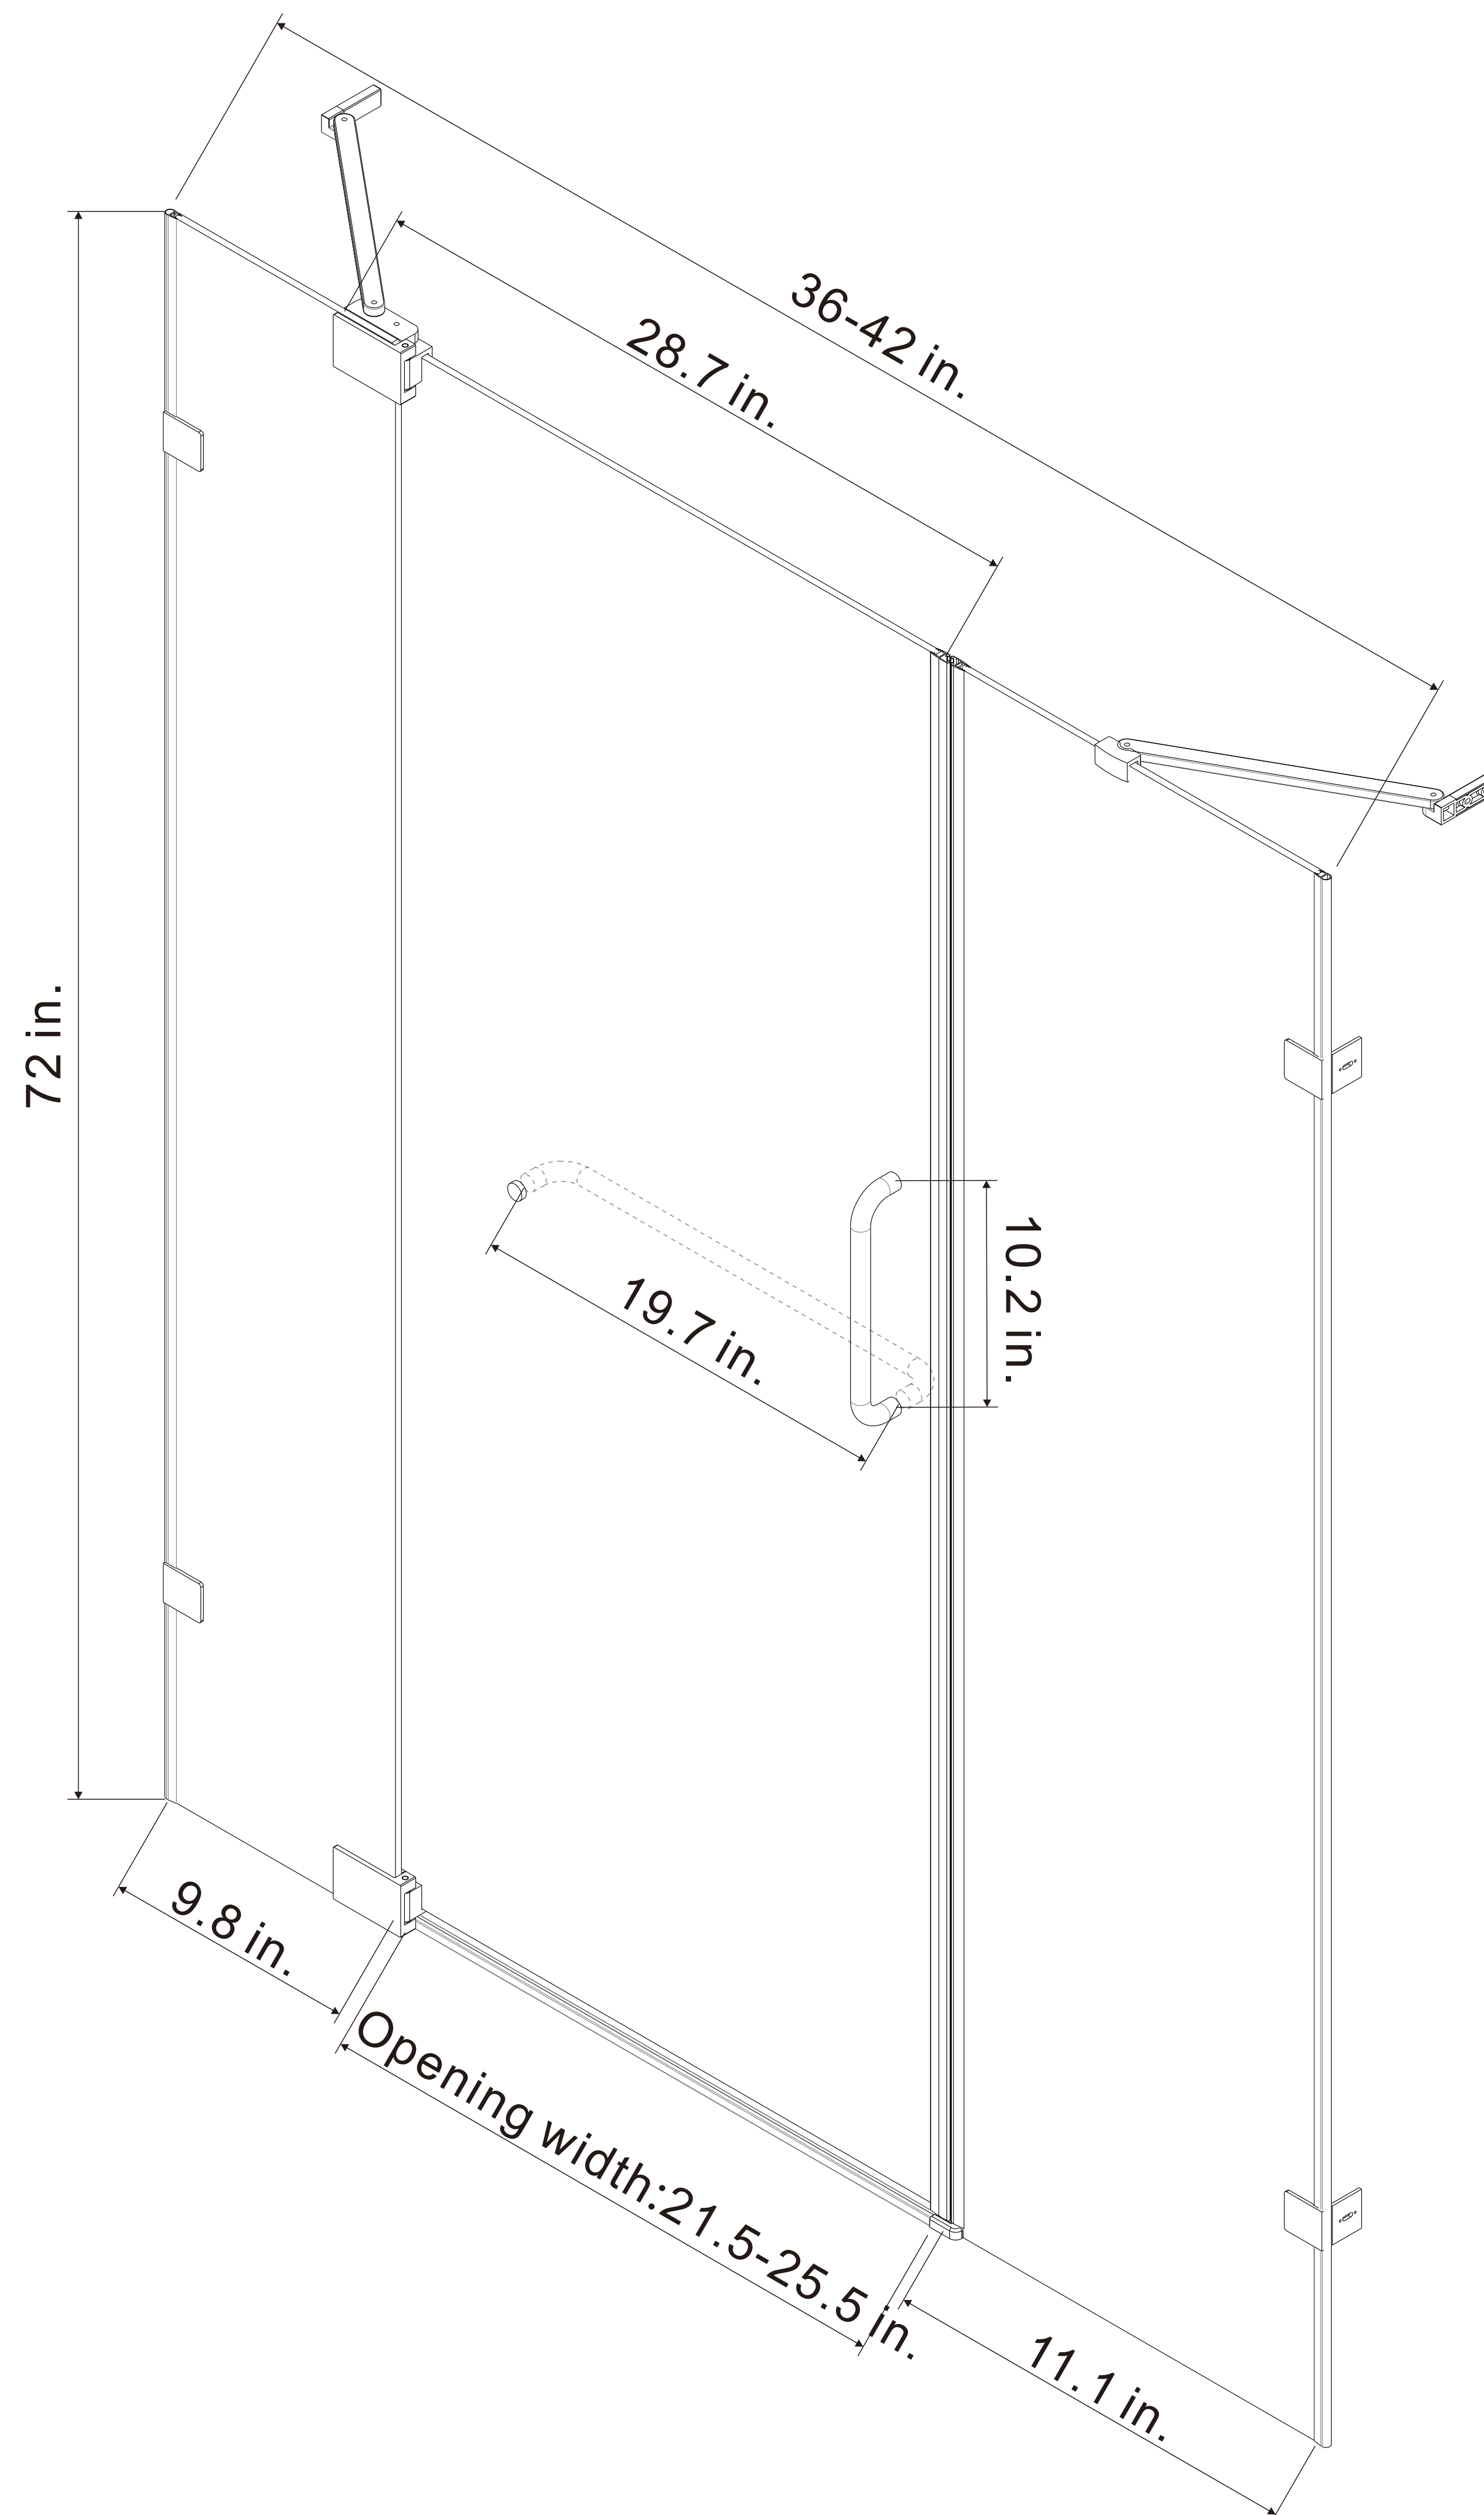 36-42 in.
28.7 in.
72 in.
10.2 in.
19.7 in.
9.8 in.
Opening width:21.5-25.5 in.
11.1 in.